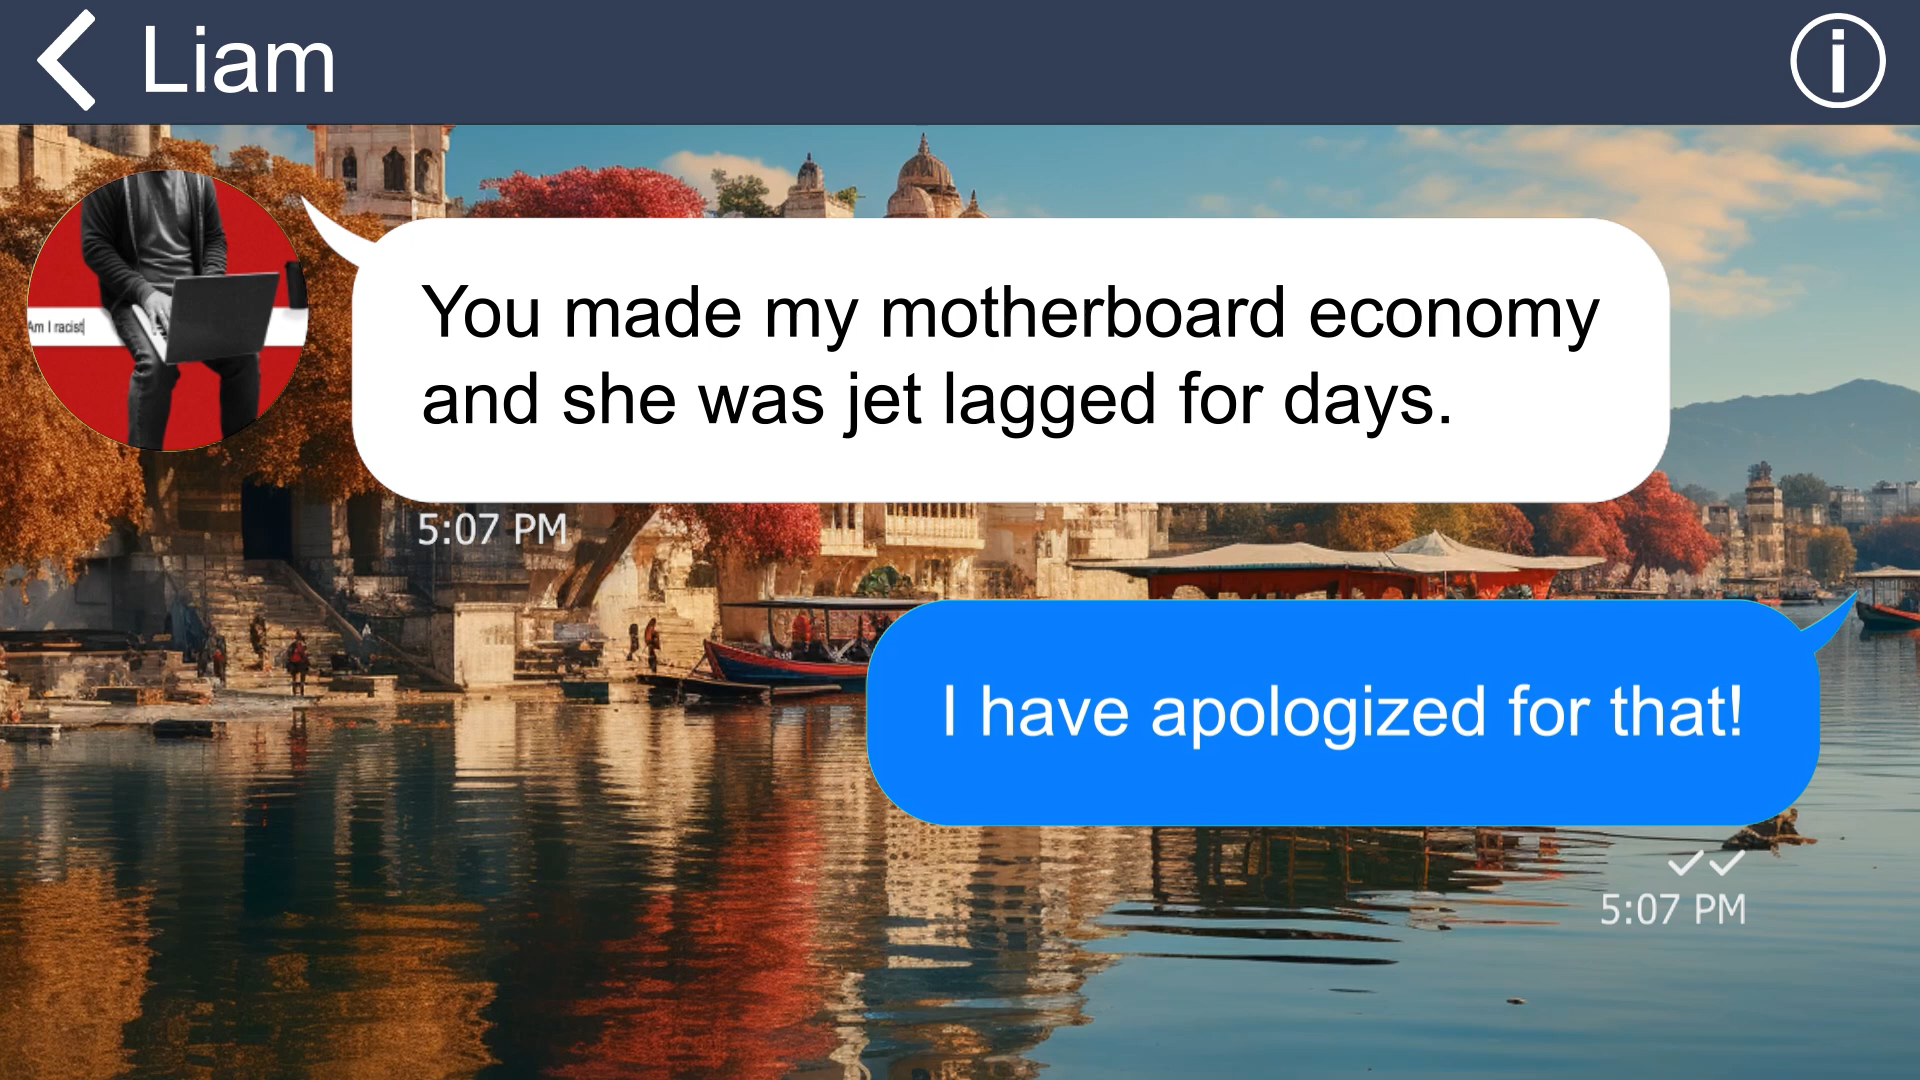 Liam
Am I racist
You made my motherboard economy
and she was jet lagged for days.
5:07 PM
I have apologized for that!
5:07 PM